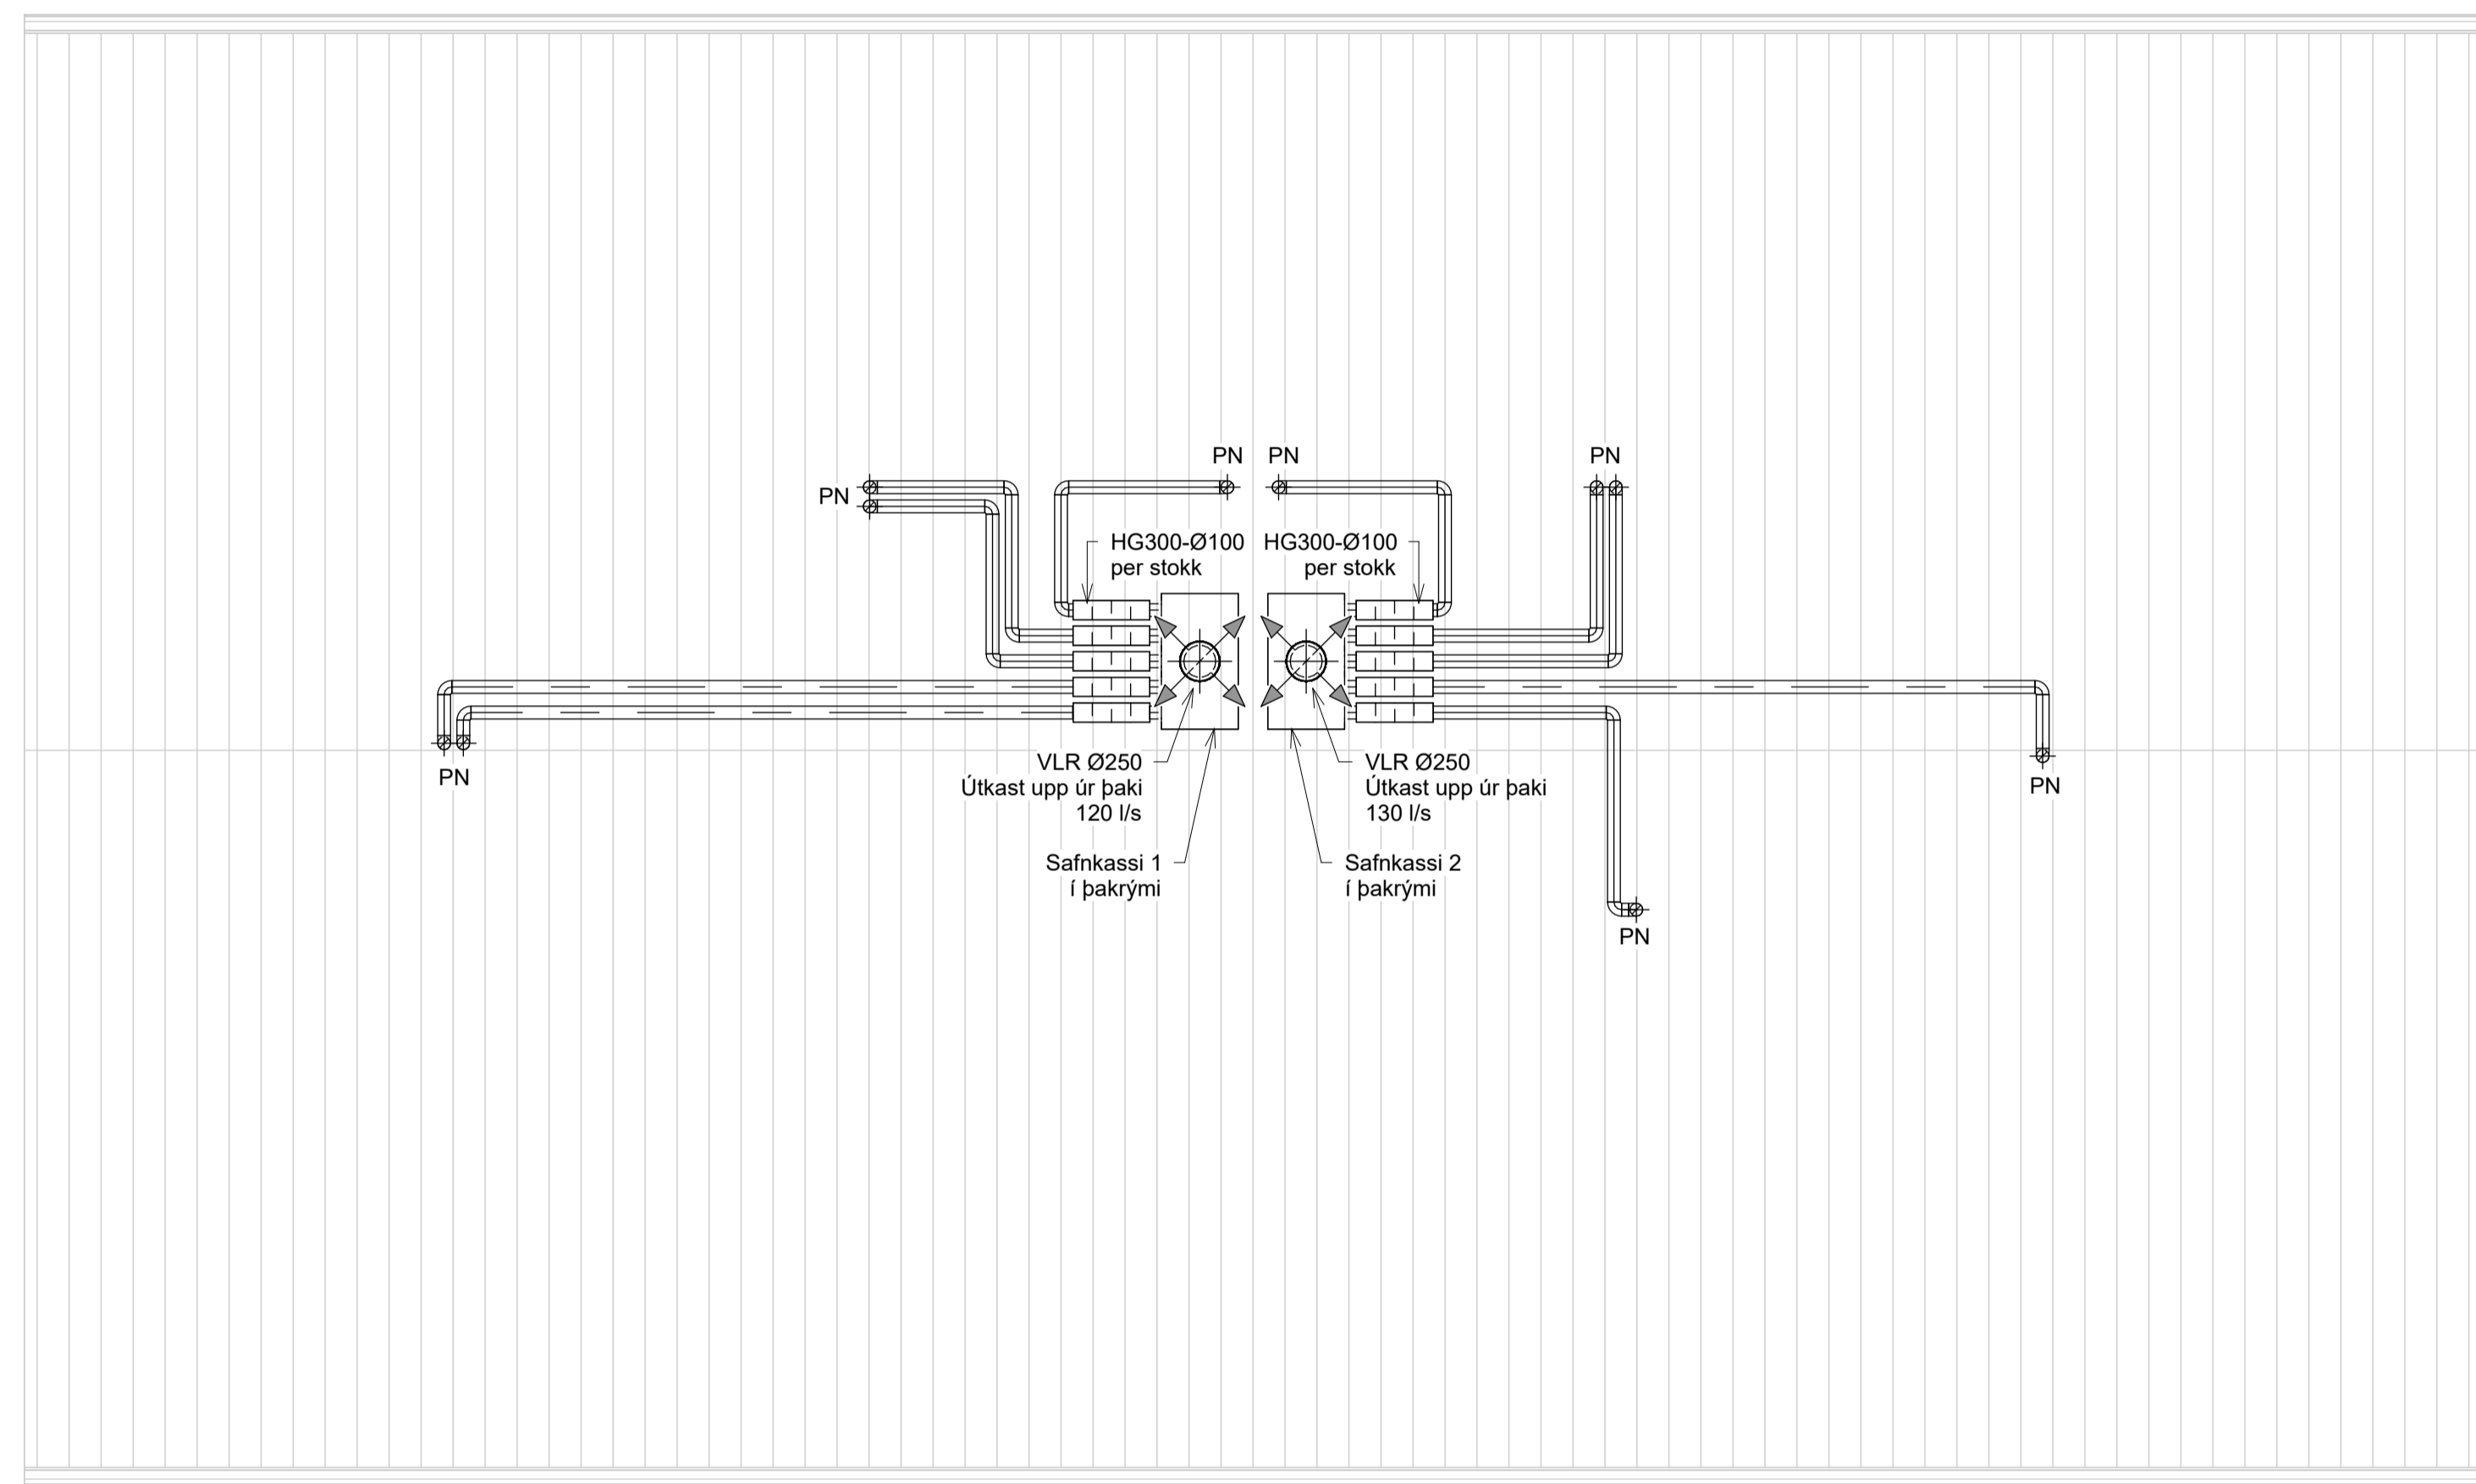 PN
PN
PN
PN
HG300-Ø100
per stokk
HG300-Ø100
per stokk
VLR Ø250
Útkast upp úr þaki
120 l/s
VLR Ø250
Útkast upp úr þaki
130 l/s
PN
PN
Safnkassi 1
í þakrými
Safnkassi 2
í þakrými
PN